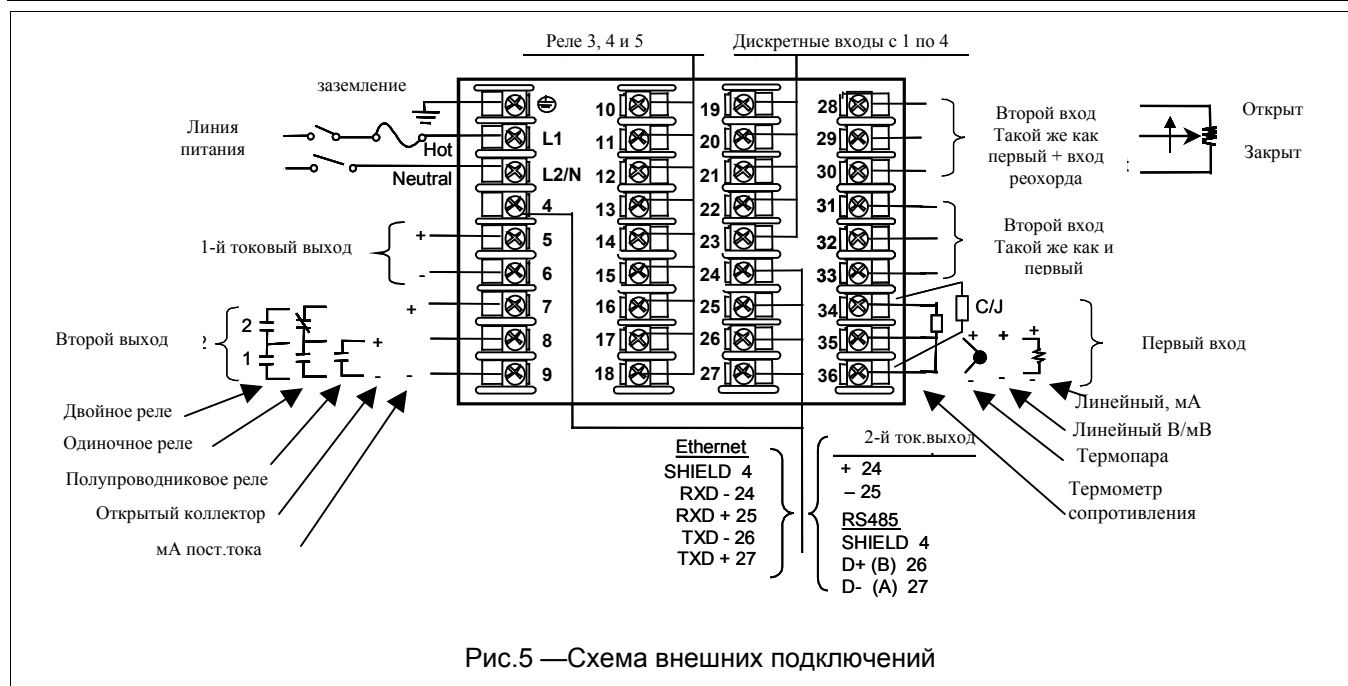 Реле 3, 4 и 5
Дискретные входы с 1 по 4
заземление
Линия
питания
Hot
Neutral
L1
L2/N
4
5
6
7
8
9
10
11
12
13
14
15
16
17
18
19
20
21
22
23
24
25
26
27
28
29
30
31
32
33
34
35
36
Второй вход
Такой же как
первый + вход
реохорда
Открыт
Закрыт
:
Второй вход
Такой же как и
первый
1-й токовый выход
+
-
Второй выход
2
1
+
+
-
-
C/J
+
+
+
-
-
-
Первый вход
Двойное реле
Одиночное реле
Полупроводниковое реле
Открытый коллектор
мА пост.тока
Линейный, мА
Линейный В/мВ
Термопара
Термометр
сопротивления
Ethernet
SHIELD 4
RXD - 24
RXD + 25
TXD - 26
TXD + 27
2-й ток.выход
+ 24
– 25
RS485
SHIELD 4
D+ (B) 26
D- (A) 27
Рис.5 —Схема внешних подключений